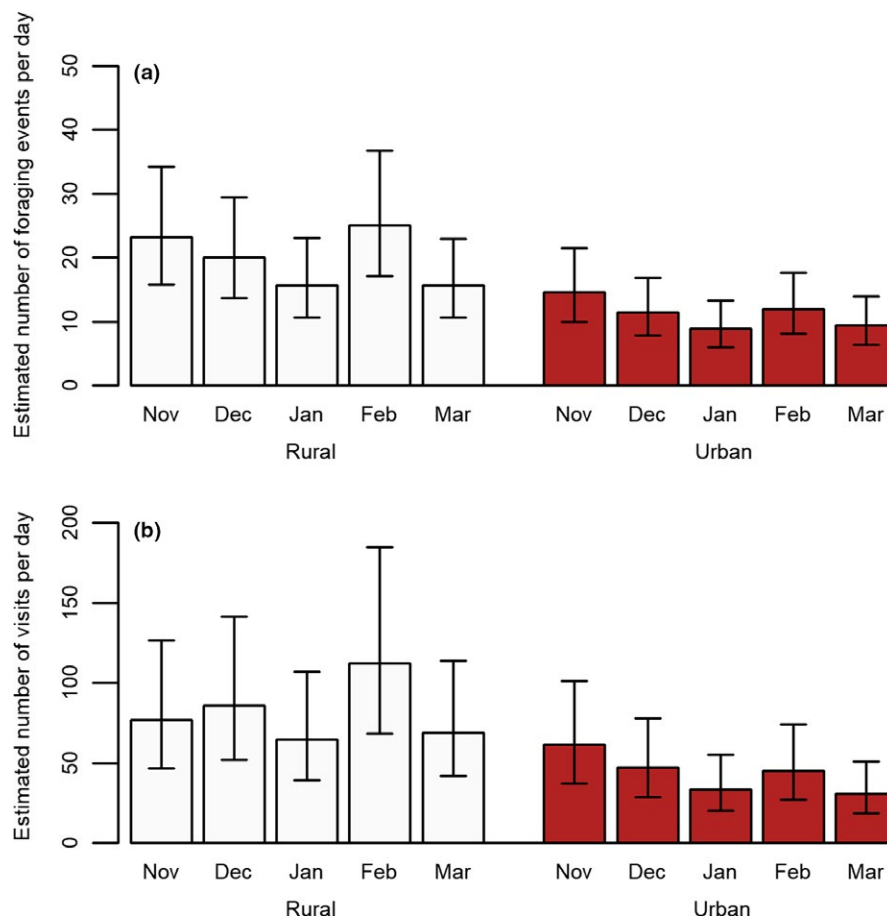 Estimated number of foraging events per day
(a)
50
40
30
20
10
0
Nov Dec Jan Feb Mar Nov Dec Jan Feb Mar
Rural Urban
Estimated number of visits per day
(b)
200
150
100
50
0
Nov Dec Jan Feb Mar Nov Dec Jan Feb Mar
Rural Urban